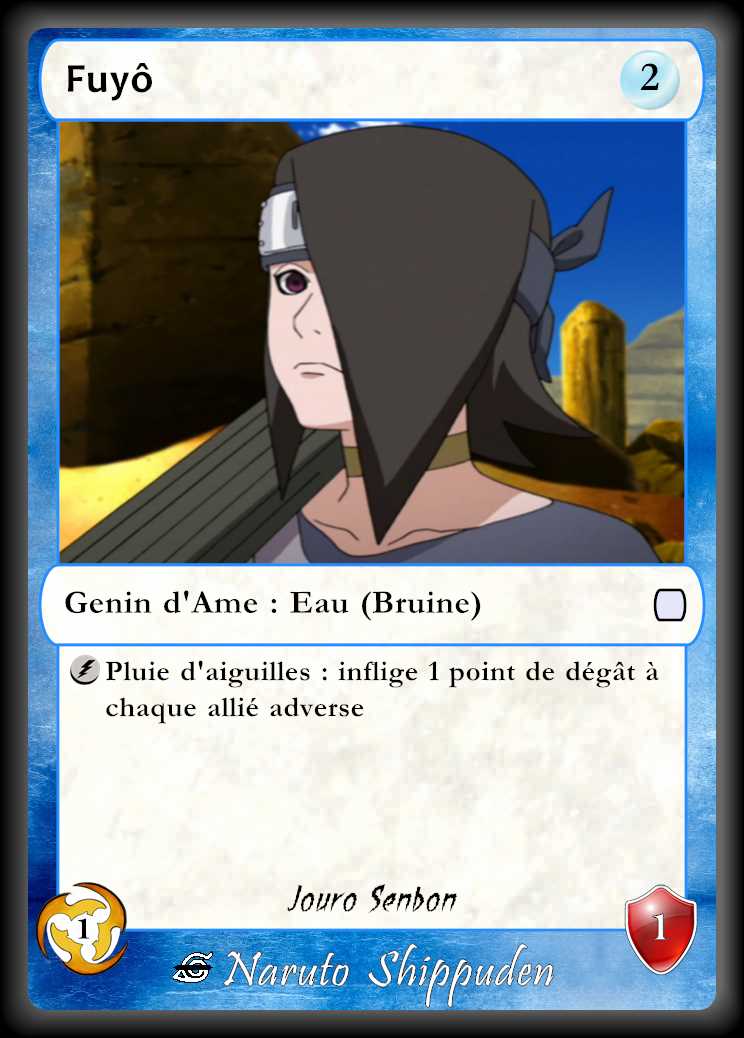 Fuyô
2
Genin d'Ame : Eau (Bruine)
Pluie d'aiguilles : inflige 1 point de dégât à
chaque allié adverse
Jouro Senbon
1
1
Naruto Shippuden